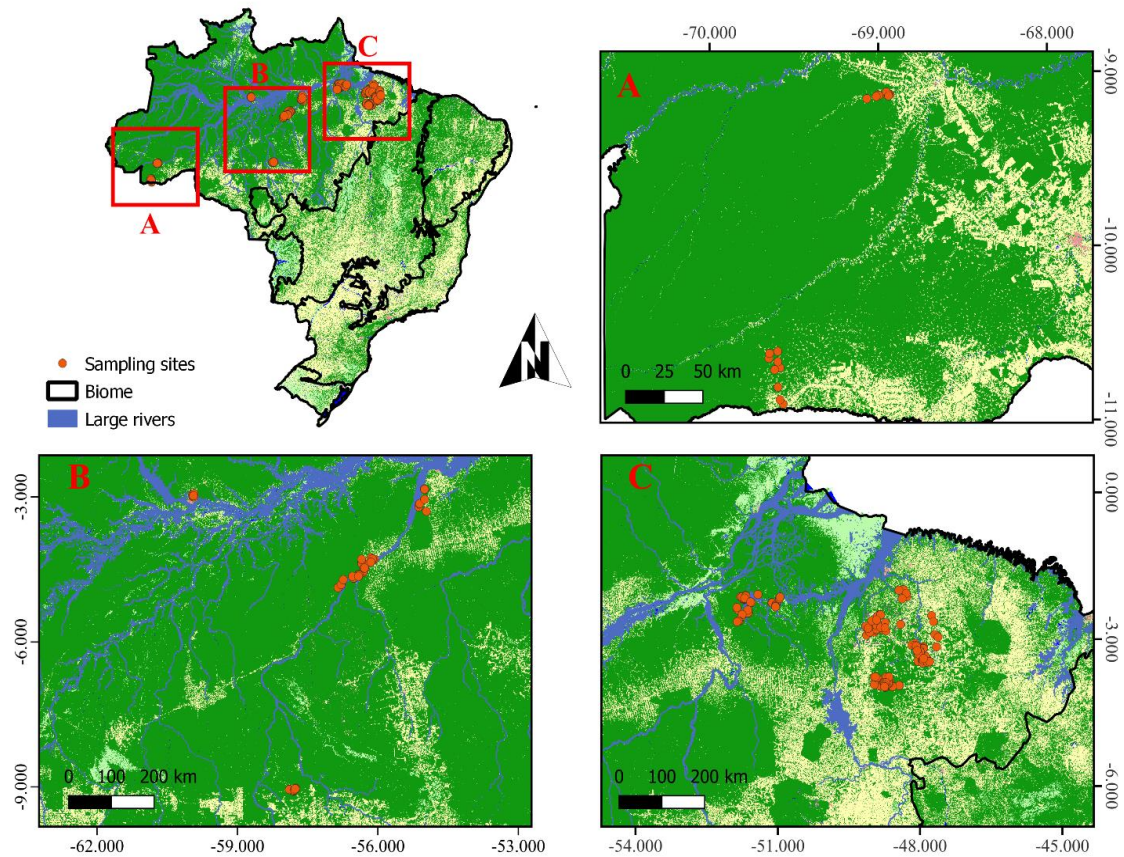 C
B
A
N
Sampling sites
Biome
Large rivers
-70.000 -69.000 -68.000
A
-9.000
-10.000
-11.000
0 25 50 km
B
-3.000
-6.000
-9.000
0 100 200 km
-62.000 -59.000 -56.000 -53.000
C
0.000
-3.000
-6.000
0 100 200 km
-54.000 -51.000 -48.000 -45.000